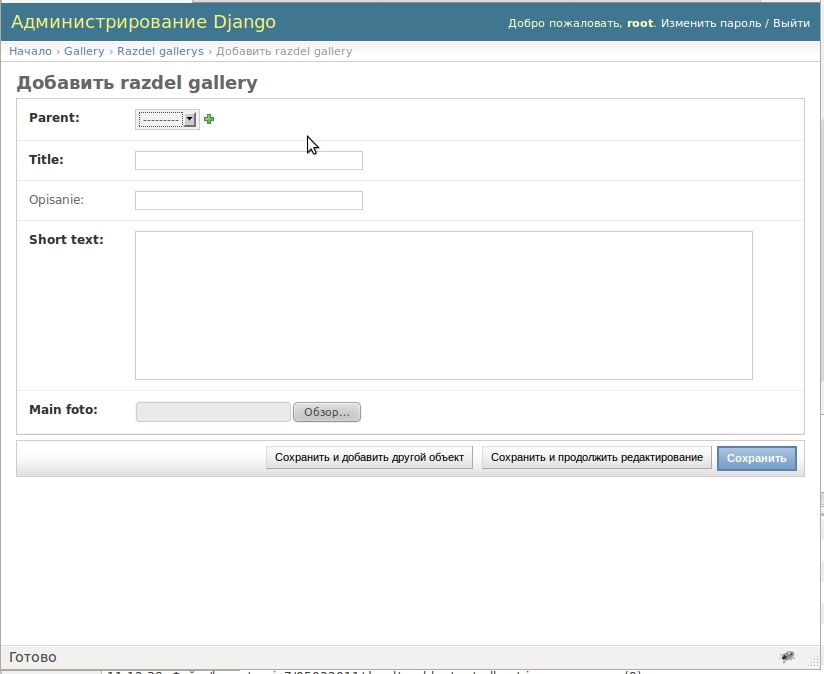 Администрирование Django
Добро пожаловать, root. Изменить пароль / Выйти
Начало › Gallery › Razdel gallerys › Добавить razdel gallery
Добавить razdel gallery
Parent: ---------
Title:
Opisanie:
Short text:
Main foto: Обзор...
Сохранить и добавить другой объект Сохранить и продолжить редактирование Сохранить
Готово